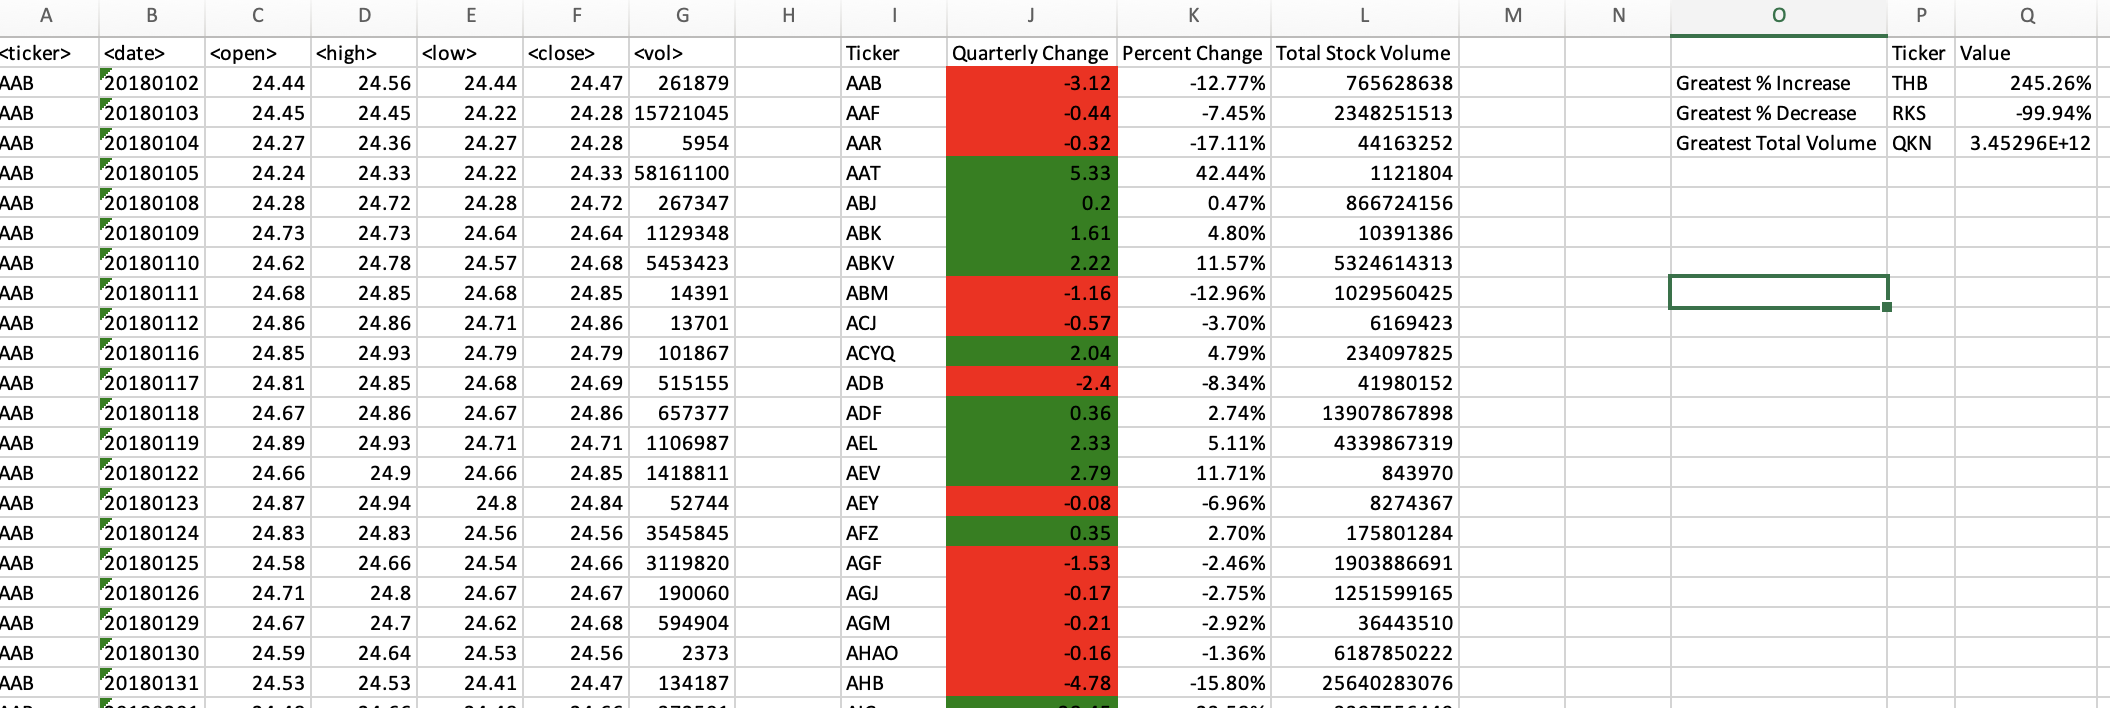 A B C D E F G H I J K L M N O P Q
<ticker> <date> <open> <high> <low> <close> <vol> Ticker Quarterly Change Percent Change Total Stock Volume Ticker Value
AAB 20180102 24.44 24.56 24.44 24.47 261879 AAB -3.12 -12.77% 765628638 Greatest % Increase THB 245.26%
AAB 20180103 24.45 24.45 24.22 24.28 15721045 AAF -0.44 -7.45% 2348251513 Greatest % Decrease RKS -99.94%
AAB 20180104 24.27 24.36 24.27 24.28 5954 AAR -0.32 -17.11% 44163252 Greatest Total Volume QKN 3.45296E+12
AAB 20180105 24.24 24.33 24.22 24.33 58161100 AAT 5.33 42.44% 1121804
AAB 20180108 24.28 24.72 24.28 24.72 267347 ABJ 0.2 0.47% 866724156
AAB 20180109 24.73 24.73 24.64 24.64 1129348 ABK 1.61 4.80% 10391386
AAB 20180110 24.62 24.78 24.57 24.68 5453423 ABKV 2.22 11.57% 5324614313
AAB 20180111 24.68 24.85 24.68 24.85 14391 ABM -1.16 -12.96% 1029560425
AAB 20180112 24.86 24.86 24.71 24.86 13701 ACJ -0.57 -3.70% 6169423
AAB 20180116 24.85 24.93 24.79 24.79 101867 ACYQ 2.04 4.79% 234097825
AAB 20180117 24.81 24.85 24.68 24.69 515155 ADB -2.4 -8.34% 41980152
AAB 20180118 24.67 24.86 24.67 24.86 657377 ADF 0.36 2.74% 13907867898
AAB 20180119 24.89 24.93 24.71 24.71 1106987 AEL 2.33 5.11% 4339867319
AAB 20180122 24.66 24.9 24.66 24.85 1418811 AEV 2.79 11.71% 843970
AAB 20180123 24.87 24.94 24.8 24.84 52744 AEY -0.08 -6.96% 8274367
AAB 20180124 24.83 24.83 24.56 24.56 3545845 AFZ 0.35 2.70% 175801284
AAB 20180125 24.58 24.66 24.54 24.66 3119820 AGF -1.53 -2.46% 1903886691
AAB 20180126 24.71 24.8 24.67 24.67 190060 AGJ -0.17 -2.75% 1251599165
AAB 20180129 24.67 24.7 24.62 24.68 594904 AGM -0.21 -2.92% 36443510
AAB 20180130 24.59 24.64 24.53 24.56 2373 AHAO -0.16 -1.36% 6187850222
AAB 20180131 24.53 24.53 24.41 24.47 134187 AHB -4.78 -15.80% 25640283076